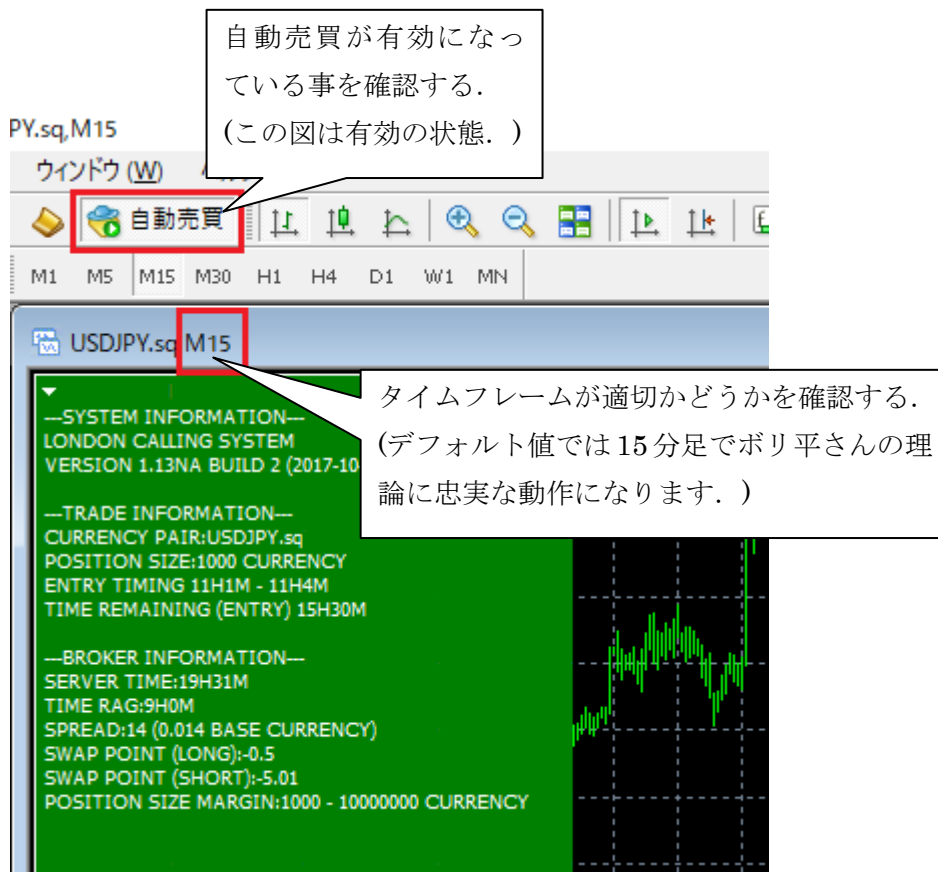 自動売買が有効になっ
ている事を確認する.
(この図は有効の状態. )
PY.sq,M15
ウィンドウ (W)
自動売買
M1 M5 M15 M30 H1 H4 D1 W1 MN
USDJPY.sq M15
タイムフレームが適切かどうかを確認する.
(デフォルト値では 15 分足でボリ平さんの理
論に忠実な動作になります. )
---SYSTEM INFORMATION---
LONDON CALLING SYSTEM
VERSION 1.13NA BUILD 2 (2017-10
---TRADE INFORMATION---
CURRENCY PAIR:USDJPY.sq
POSITION SIZE:1000 CURRENCY
ENTRY TIMING 11H1M - 11H4M
TIME REMAINING (ENTRY) 15H30M
---BROKER INFORMATION---
SERVER TIME:19H31M
TIME RAG:9H0M
SPREAD:14 (0.014 BASE CURRENCY)
SWAP POINT (LONG):-0.5
SWAP POINT (SHORT):-5.01
POSITION SIZE MARGIN:1000 - 10000000 CURRENCY